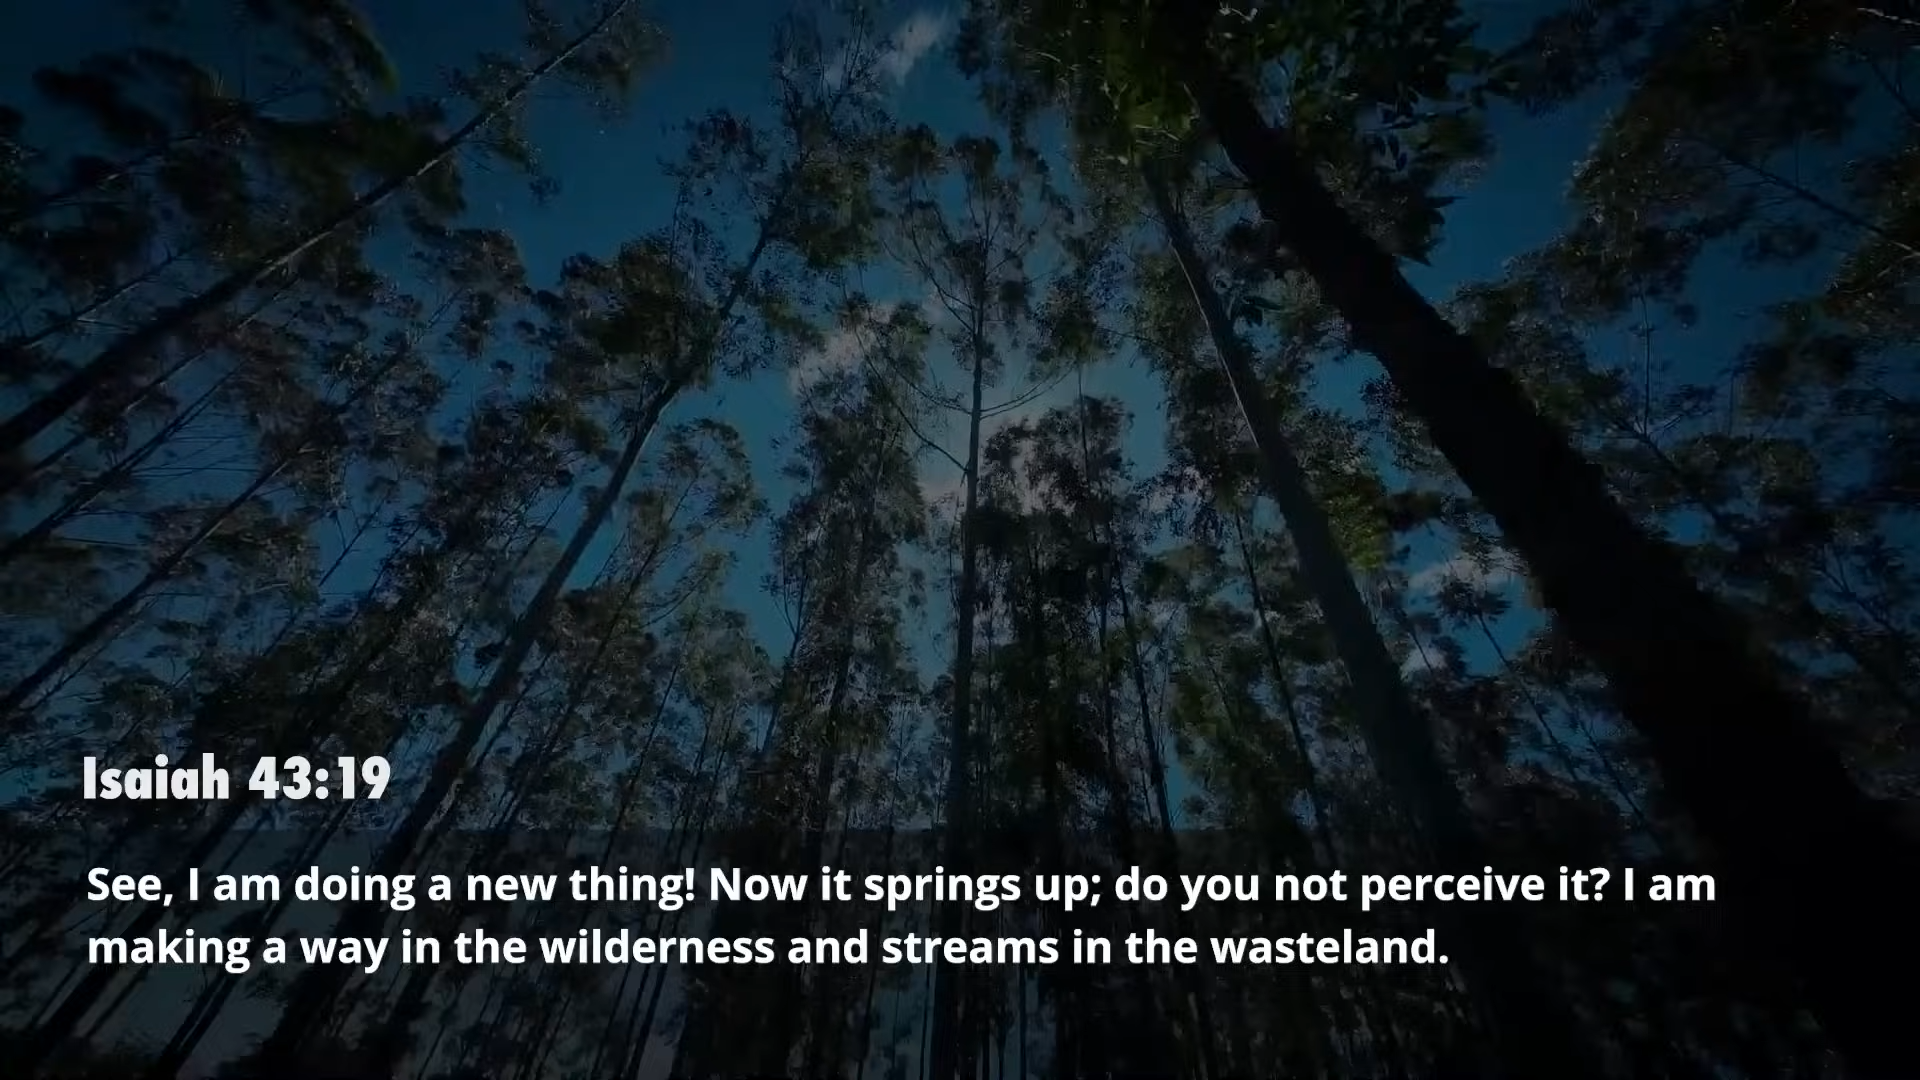 Isaiah 43:19
See, I am doing a new thing! Now it springs up; do you not perceive it? I am
making a way in the wilderness and streams in the wasteland.